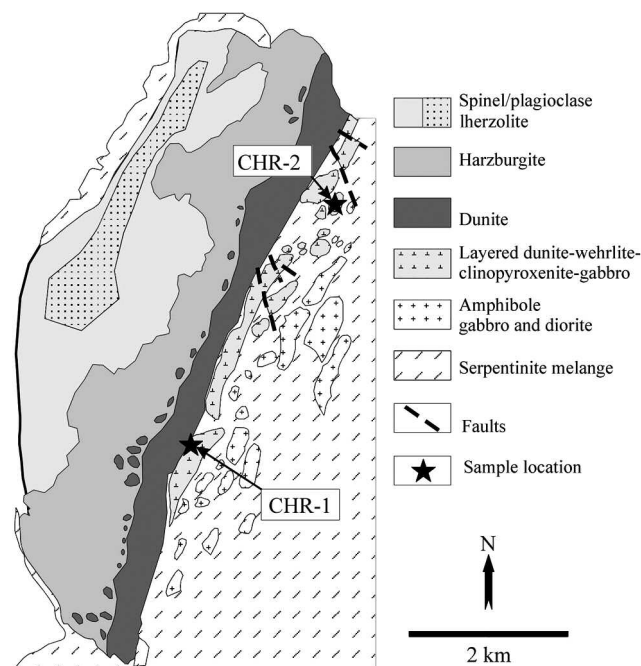 CHR-2
CHR-1
Spinel/plagioclase
lherzolite
Harzburgite
Dunite
Layered dunite-wehrlite-
clinopyroxenite-gabbro
Amphibole
gabbro and diorite
Serpentinite melange
Faults
Sample location
N
2 km